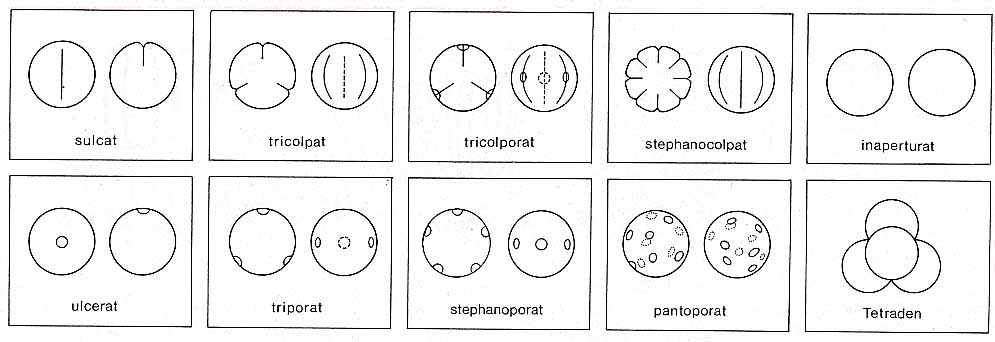 sulcat
tricolpat
tricolporat
stephanocolpat
inaperturat
ulcerat
triporat
stephanoporat
pantoporat
Tetraden